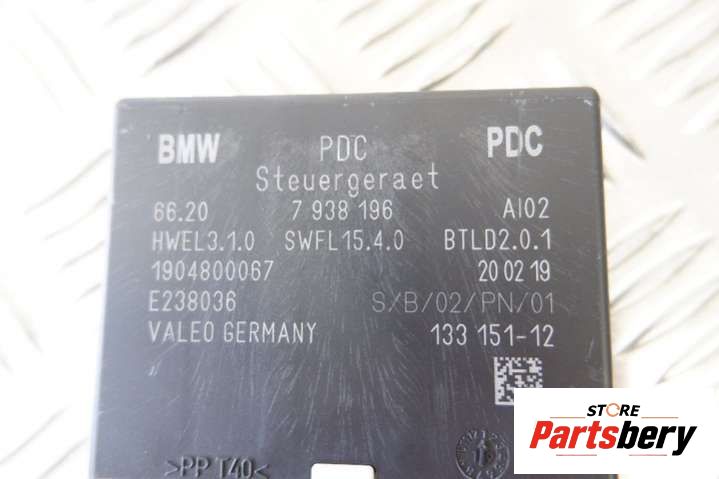 BMW PDC PDC
Steuergeraet
66.20 7 938 196 AI02
HWEL3.1.0 SWFL15.4.0 BTLD2.0.1
1904800067 20 02 19
E238036 S/B/02/PN/01
VALEO GERMANY 133 151-12
>PP T40<
STORE
Partsbery